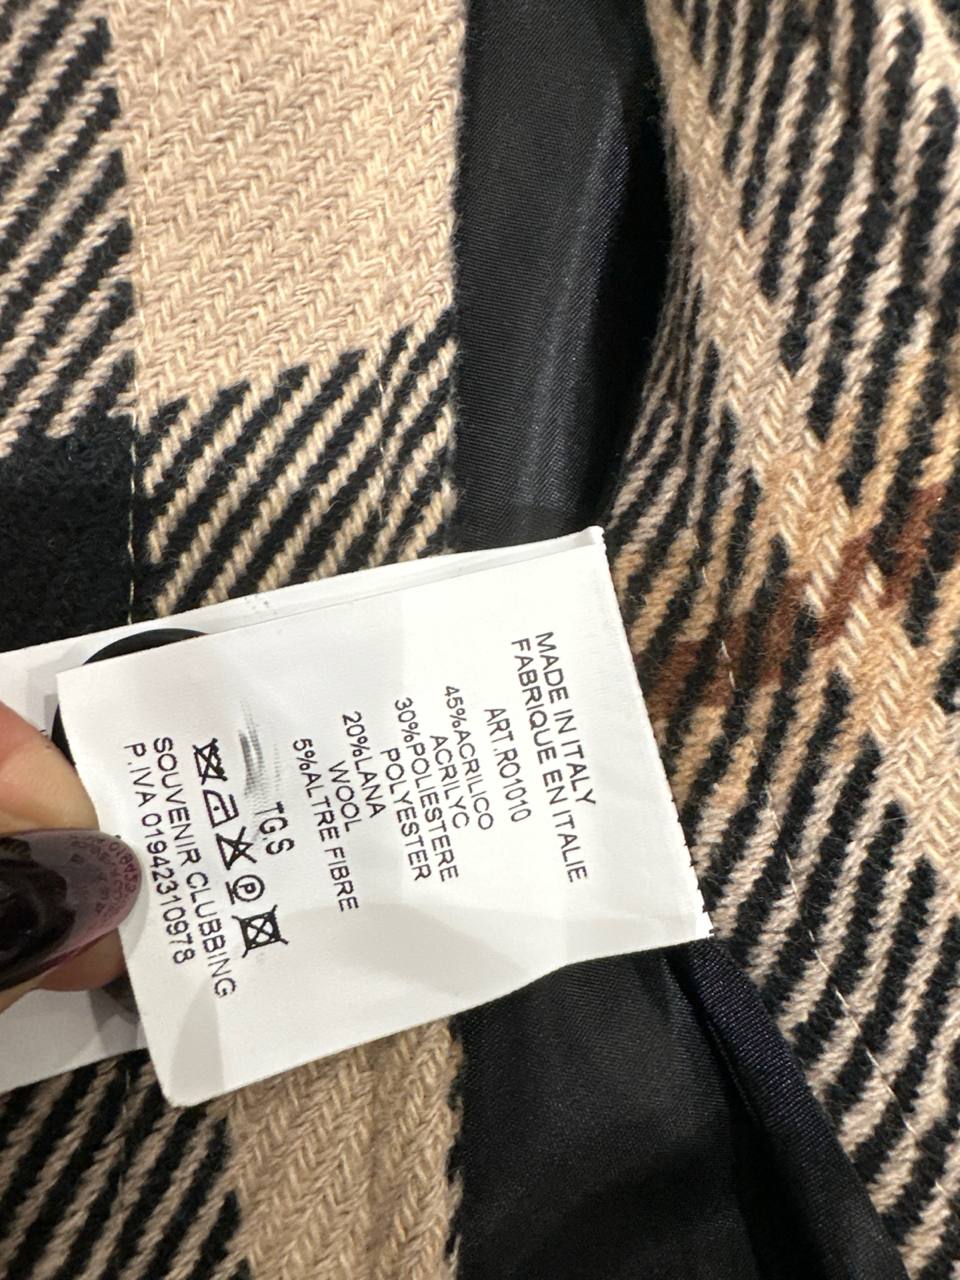 MADE IN ITALY
FABRIQUE EN ITALIE
ART.RO1010
45%ACRILICO
ACRILYC
30%POLIESTERE
POLYESTER
20%LANA
WOOL
5%ALTRE FIBRE
TG.S
P
SOUVENIR CLUBBING
P.IVA 01942310978